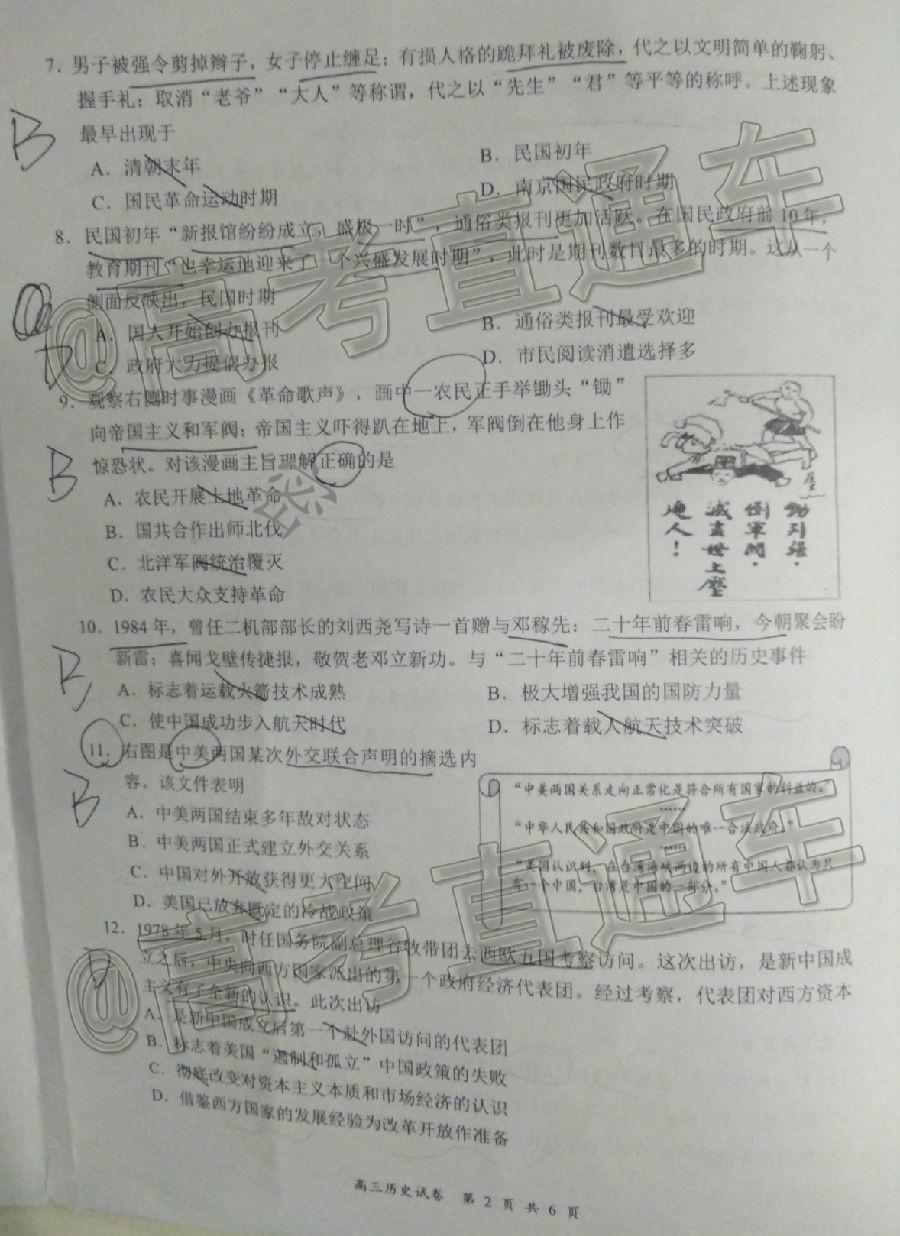 7．男子被强令剪掉辫子，女子停止缠足；有损人格的跪拜礼被废除，代之以文明简单的鞠躬、
握手礼；取消“老爷”“大人”等称谓，代之以“先生”“君”等平等的称呼。上述现象
最早出现于
B
A．清朝末年
B．民国初年
C．国民革命运动时期
D．南京国民政府时期
8．民国初年“新报馆纷纷成立，盛极一时”，通俗类报刊更加活跃。在国民政府前10年，
教育期刊“也幸运地迎来了一个兴盛发展时期”，此时是期刊数目最多的时期。这从一个
侧面反映出，民国时期
A．国人开始创办报刊
B．通俗类报刊最受欢迎
C．政府大力提倡办报
D．市民阅读消遣选择多
D
9．观察右侧时事漫画《革命歌声》，画中一农民正手举锄头“锄”
向帝国主义和军阀；帝国主义吓得趴在地上，军阀倒在他身上作
惊恐状。对该漫画主旨理解正确的是
B
A．农民开展土地革命
B．国共合作出师北伐
C．北洋军阀统治覆灭
D．农民大众支持革命
打列强，
倒军阀，
灭尽世上压
迫人！
10．1984年，曾任二机部部长的刘西尧写诗一首赠与邓稼先：二十年前春雷响，今朝聚会盼
新雷；喜闻戈壁传捷报，敬贺老邓立新功。与“二十年前春雷响”相关的历史事件
B
A．标志着运载火箭技术成熟
B．极大增强我国的国防力量
C．使中国成功步入航天时代
D．标志着载人航天技术突破
11．右图是中美两国某次外交联合声明的摘选内
容。该文件表明
B
A．中美两国结束多年敌对状态
B．中美两国正式建立外交关系
C．中国对外开放获得更大空间
D．美国已放弃既定的冷战政策
“中美两国关系走向正常化是符合所有国家的利益的。”
……
“中华人民共和国政府是中国的唯一合法政府。”
……
“美国认识到，在台湾海峡两边的所有中国人都认为只
有一个中国，台湾是中国的一部分。”
12．1978年5月，时任国务院副总理谷牧带团去西欧五国考察访问。这次出访，是新中国成
立之后，中央向西方国家派出的第一个政府经济代表团。经过考察，代表团对西方资本
主义有了全新的认识。此次出访
D
A．是新中国成立后第一个赴外国访问的代表团
B．标志着美国“遏制和孤立”中国政策的失败
C．彻底改变对资本主义本质和市场经济的认识
D．借鉴西方国家的发展经验为改革开放作准备
高三历史试卷 第 2 页 共 6 页
@高考直通车
密
@高考直通车